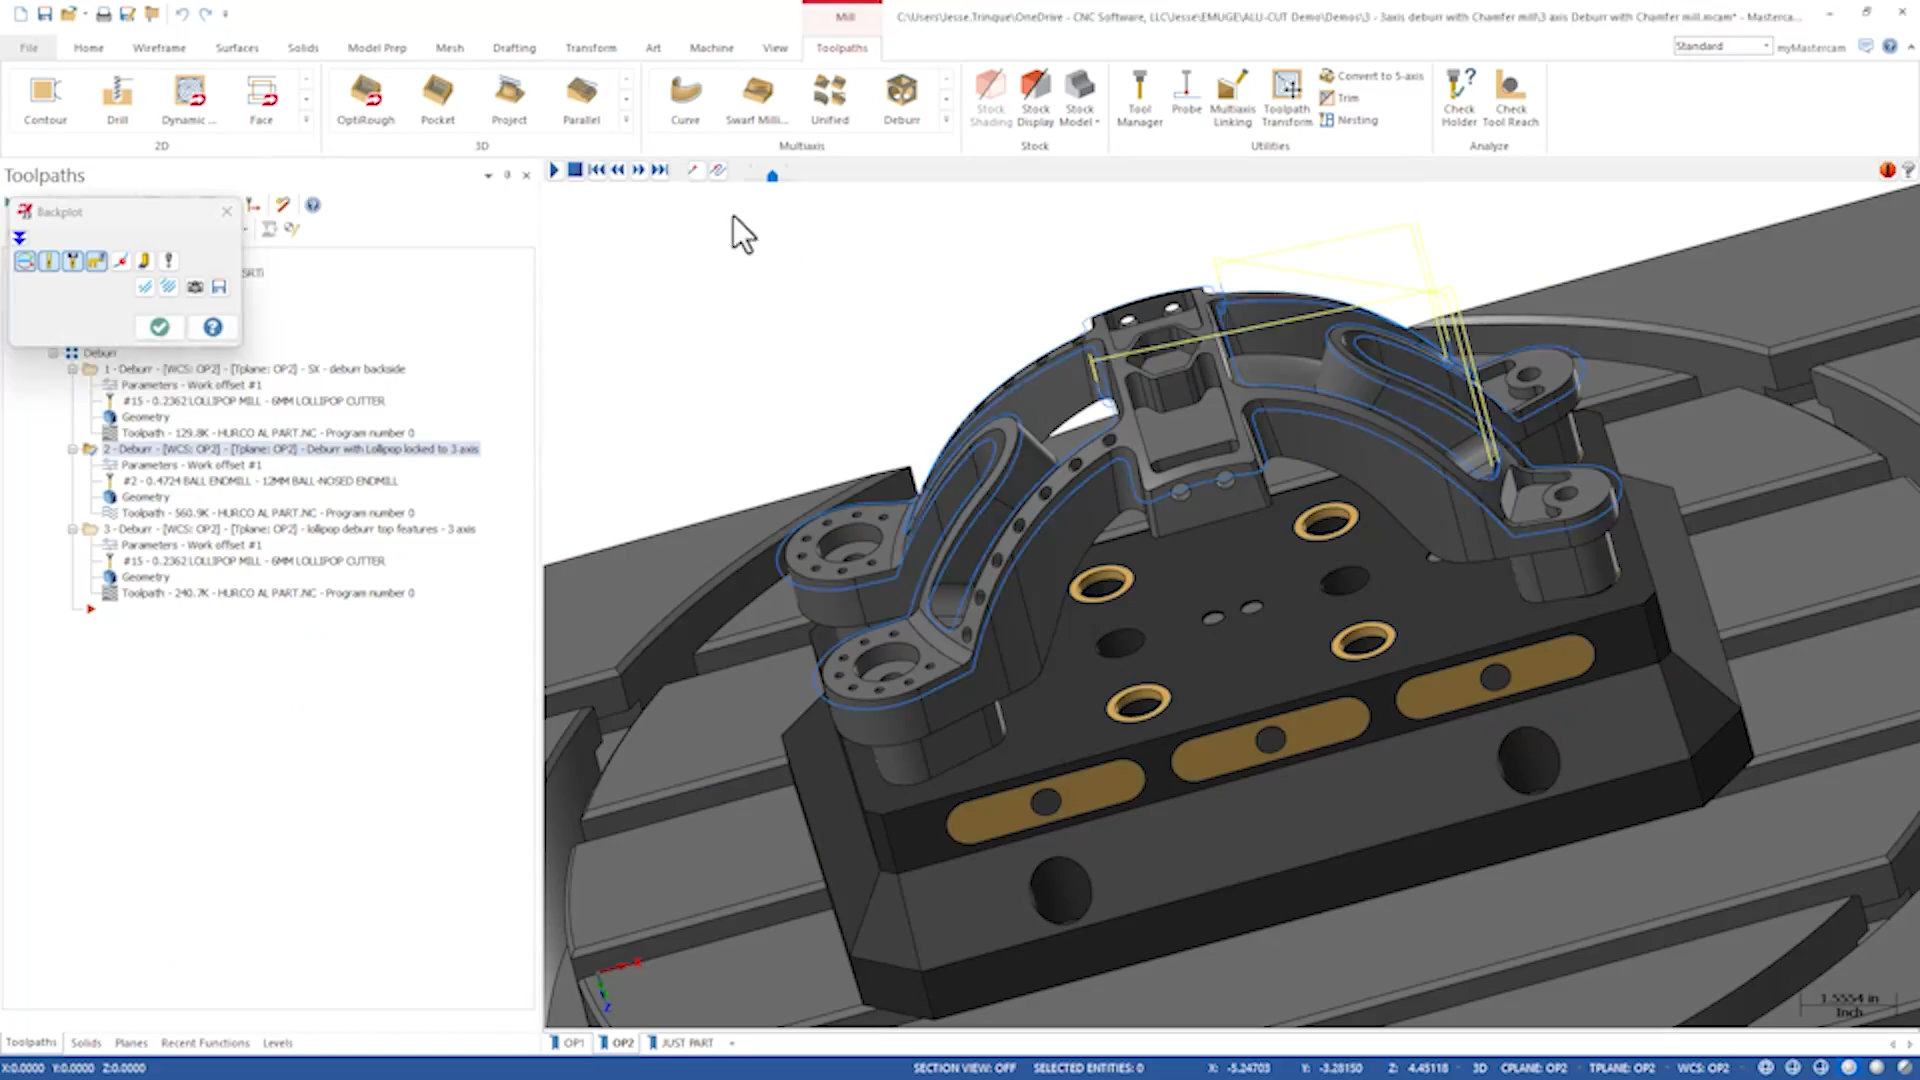 Mill
C:\Users\Jesse.Trinque\OneDrive - CNC Software, LLC\Jesse\EMUGE\ALU-CUT Demo\Demos\3 - 3axis deburr with Chamfer mill\3 axis Deburr with Chamfer mill.mcam* - Masterca...
File Home Wireframe Surfaces Solids Model Prep Mesh Drafting Transform Art Machine View Toolpaths
Standard myMastercam
Contour Drill Dynamic ... Face
OptiRough Pocket Project Parallel
Curve Swarf Milli... Unified Deburr
Stock Shading Stock Display Stock Model
Tool Manager Probe Multiaxis Linking Toolpath Transform
Convert to 5-axis
Trim
Nesting
Check Holder Check Tool Reach
2D 3D Multiaxis Stock Utilities Analyze
Toolpaths
Backplot
Deburr
1 - Deburr - [WCS: OP2] - [Tplane: OP2] - 5X - deburr backside
Parameters - Work offset #1
#15 - 0.2362 LOLLIPOP MILL - 6MM LOLLIPOP CUTTER
Geometry
Toolpath - 129.8K - HURCO AL PART.NC - Program number 0
2 - Deburr - [WCS: OP2] - [Tplane: OP2] - Deburr with Lollipop locked to 3 axis
Parameters - Work offset #1
#2 - 0.4724 BALL ENDMILL - 12MM BALL-NOSED ENDMILL
Geometry
Toolpath - 560.9K - HURCO AL PART.NC - Program number 0
3 - Deburr - [WCS: OP2] - [Tplane: OP2] - lollipop deburr top features - 3 axis
Parameters - Work offset #1
#15 - 0.2362 LOLLIPOP MILL - 6MM LOLLIPOP CUTTER
Geometry
Toolpath - 240.7K - HURCO AL PART.NC - Program number 0
X
Z
1.5554 in
Inch
Toolpaths Solids Planes Recent Functions Levels
OP1 OP2 JUST PART
X:0.0000 Y:0.0000 Z:0.0000
SECTION VIEW: OFF SELECTED ENTITIES: 0 X: -5.24703 Y: -3.28150 Z: 4.45118 3D CPLANE: OP2 TPLANE: OP2 WCS: OP2